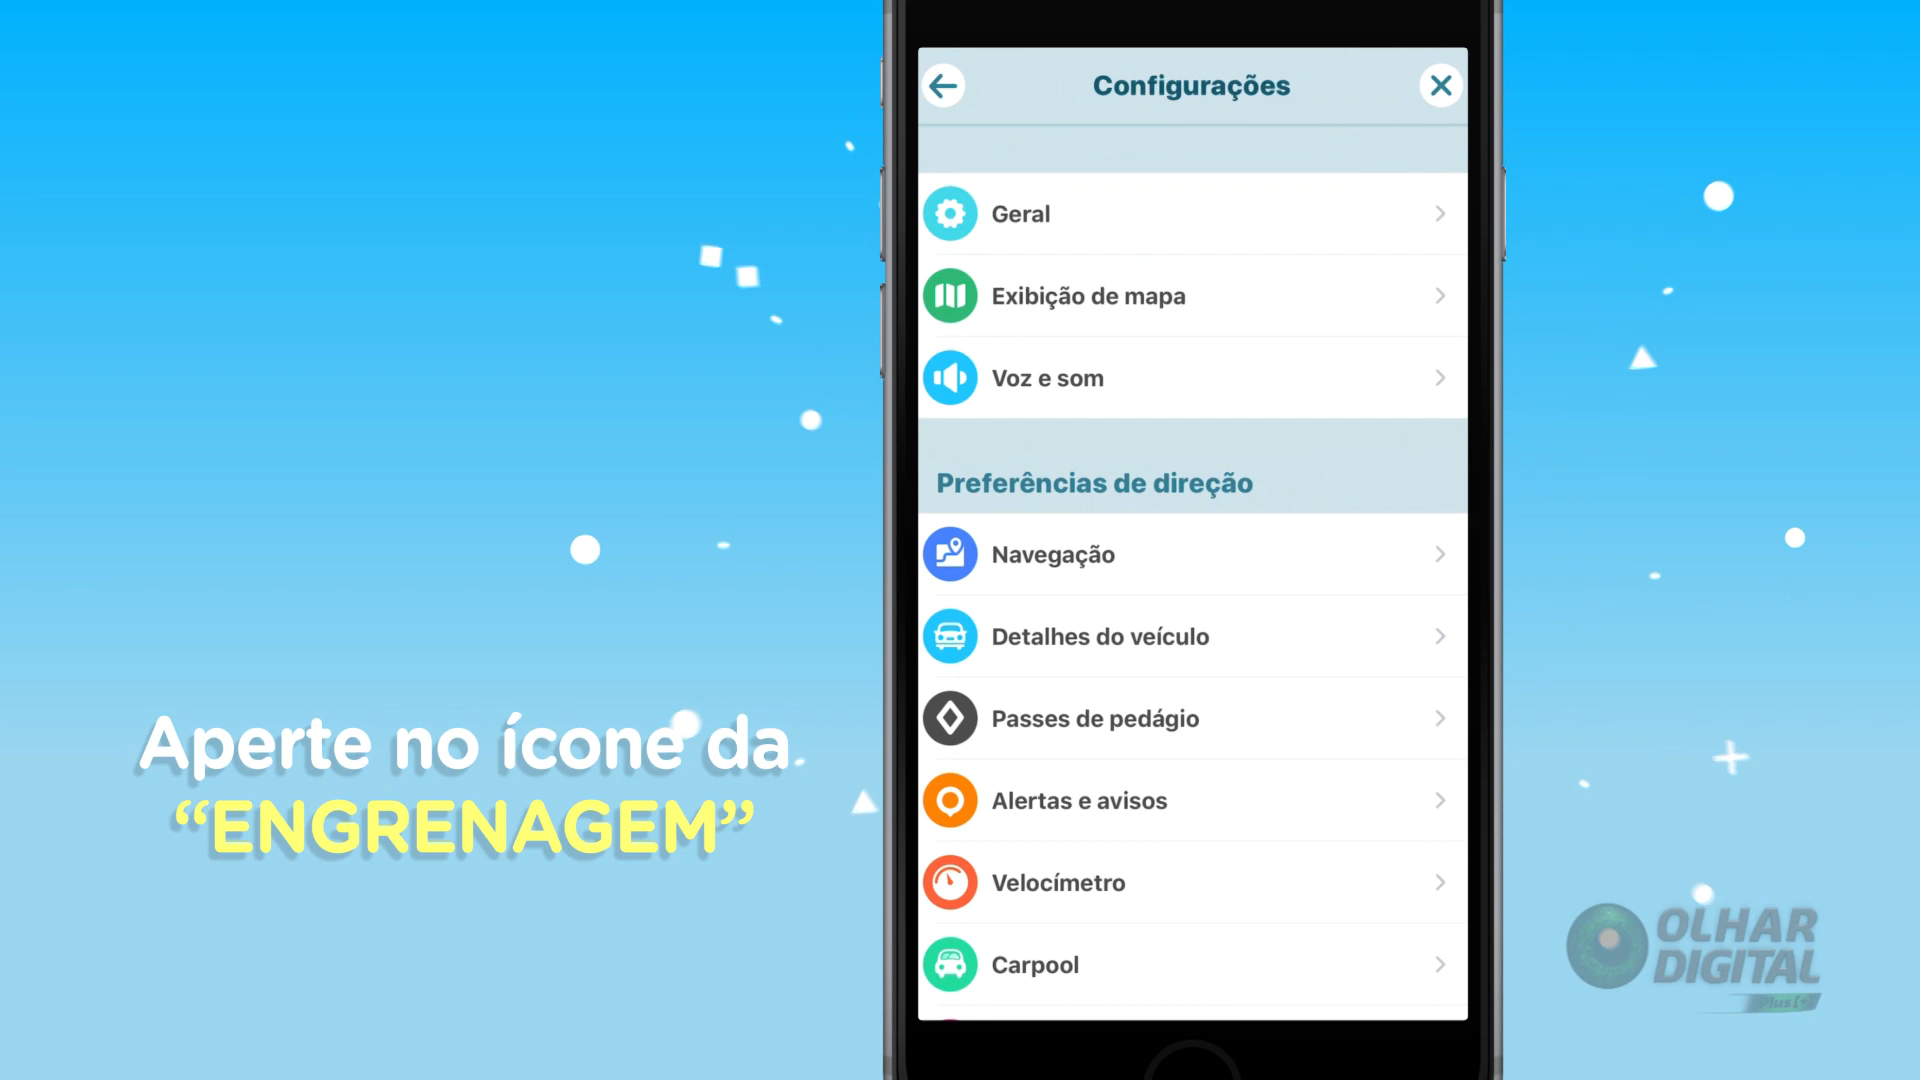 Configurações
Geral
Exibição de mapa
Voz e som
Preferências de direção
Navegação
Detalhes do veículo
Passes de pedágio
Alertas e avisos
Velocímetro
Carpool
Aperte no ícone da
“ENGRENAGEM”
OLHAR
DIGITAL
Plus[+]